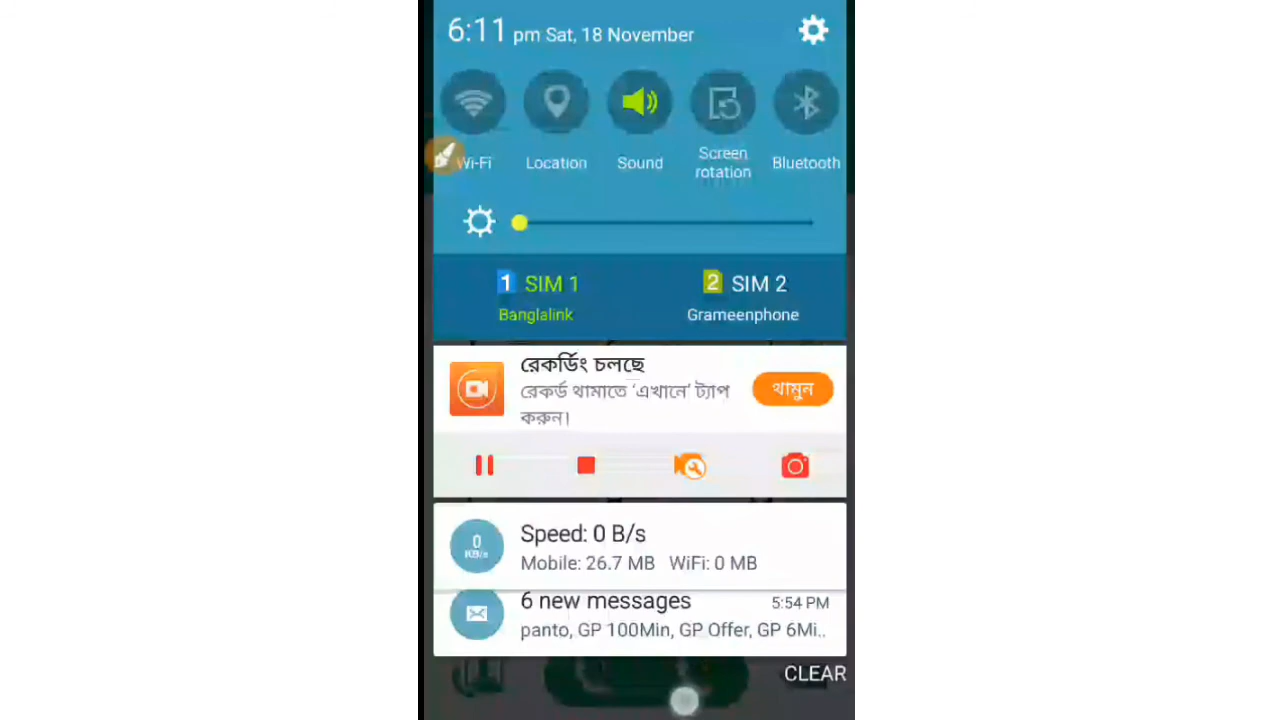 6:11 pm Sat, 18 November
Wi-Fi Location Sound Screen rotation Bluetooth
1 SIM 1 2 SIM 2
Banglalink Grameenphone
রেকর্ডিং চলছে
রেকর্ড থামাতে ‘এখানে’ ট্যাপ করুন।
থামুন
Speed: 0 B/s
0 KB/s
Mobile: 26.7 MB WiFi: 0 MB
6 new messages 5:54 PM
panto, GP 100Min, GP Offer, GP 6Mi..
CLEAR